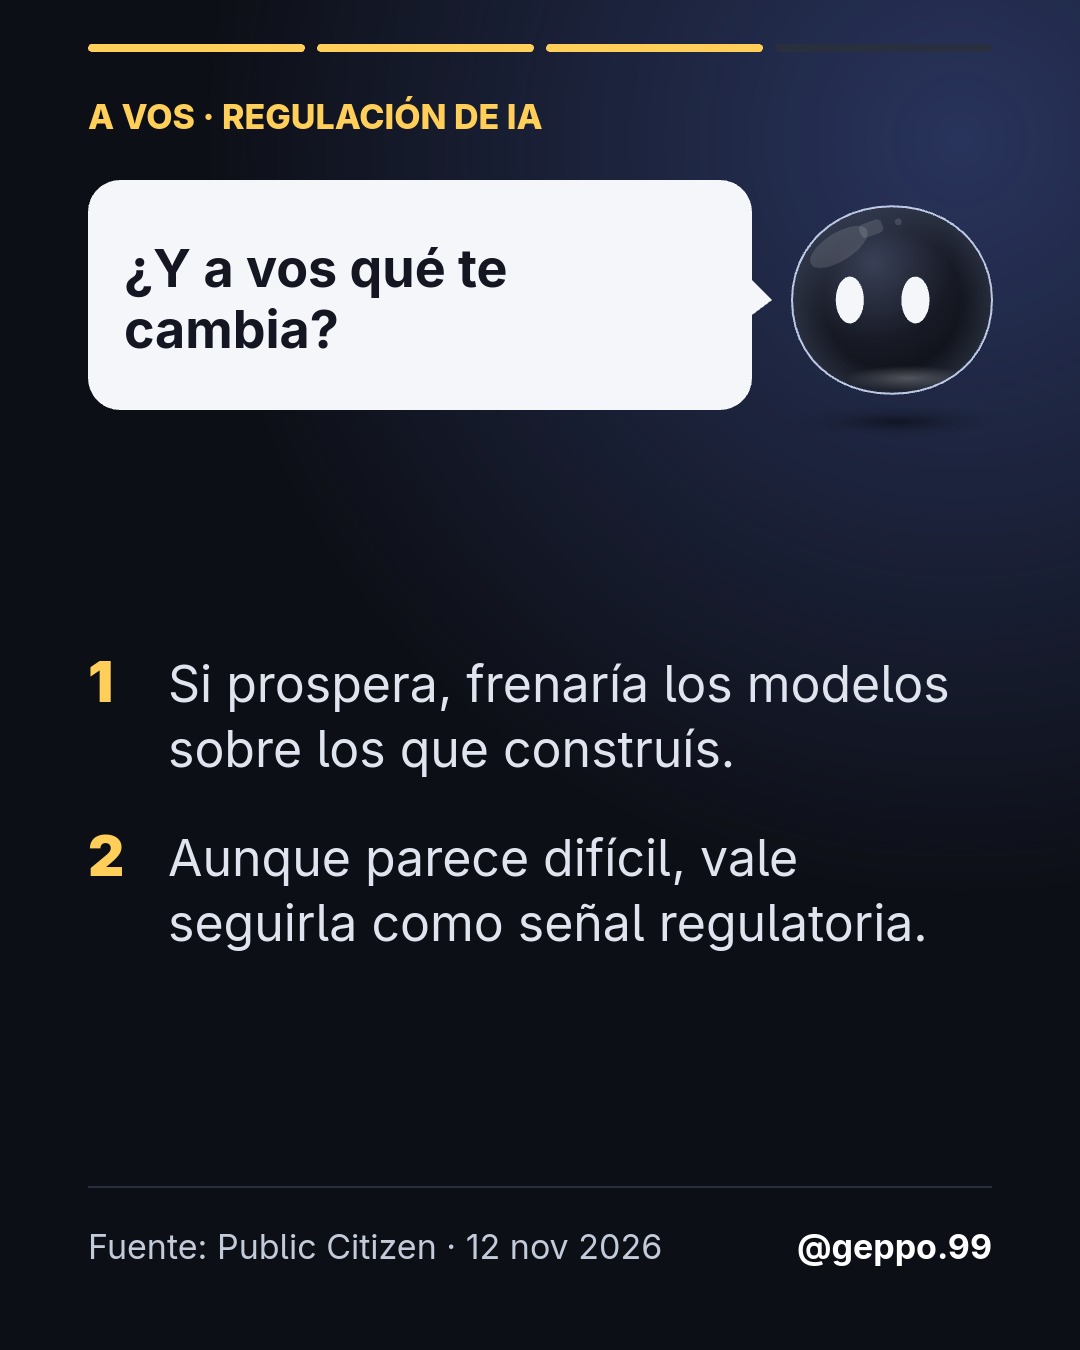 A VOS · REGULACIÓN DE IA
¿Y a vos qué te
cambia?
1 Si prospera, frenaría los modelos
sobre los que construís.
2 Aunque parece difícil, vale
seguirla como señal regulatoria.
Fuente: Public Citizen · 12 nov 2026 @geppo.99